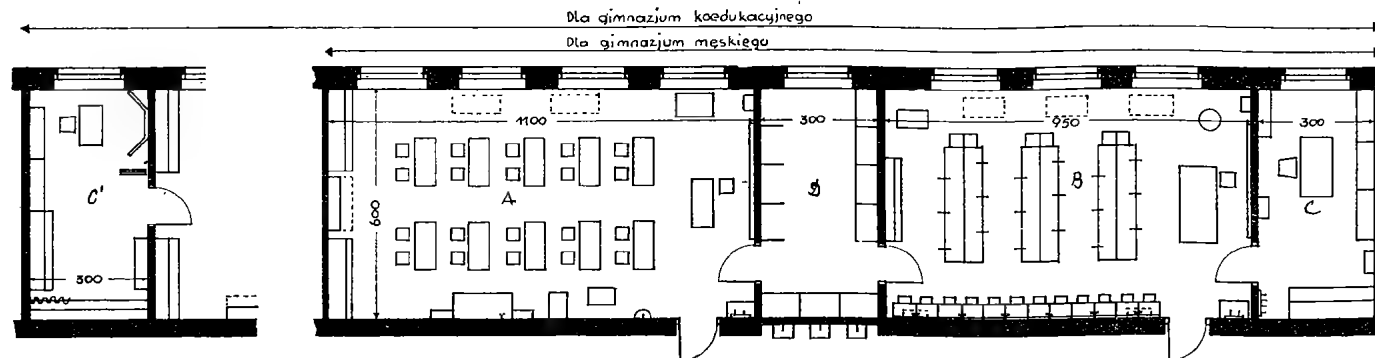 Dla gimnazjum koedukacyjnego
Dla gimnazjum męskiego
1100
300
950
300
C'
600
A
D
B
C
300